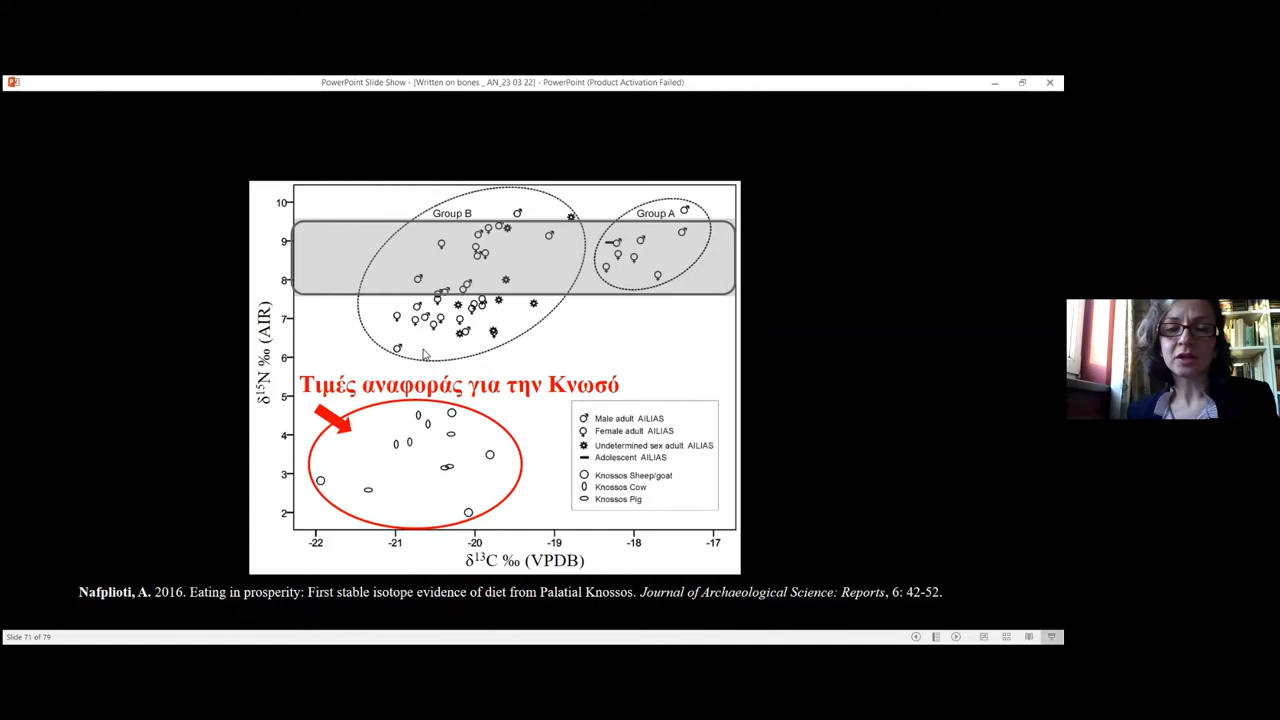 PowerPoint Slide Show - [Written on bones _ AN_23 03 22] - PowerPoint (Product Activation Failed)
Group B
Group A
10
9
8
7
6
5
4
3
2
δ15N ‰ (AIR)
Τιμές αναφοράς για την Κνωσό
Male adult AILIAS
Female adult AILIAS
Undetermined sex adult AILIAS
Adolescent AILIAS
Knossos Sheep/goat
Knossos Cow
Knossos Pig
-22 -21 -20 -19 -18 -17
δ13C ‰ (VPDB)
Nafplioti, A. 2016. Eating in prosperity: First stable isotope evidence of diet from Palatial Knossos. Journal of Archaeological Science: Reports, 6: 42-52.
Slide 71 of 79